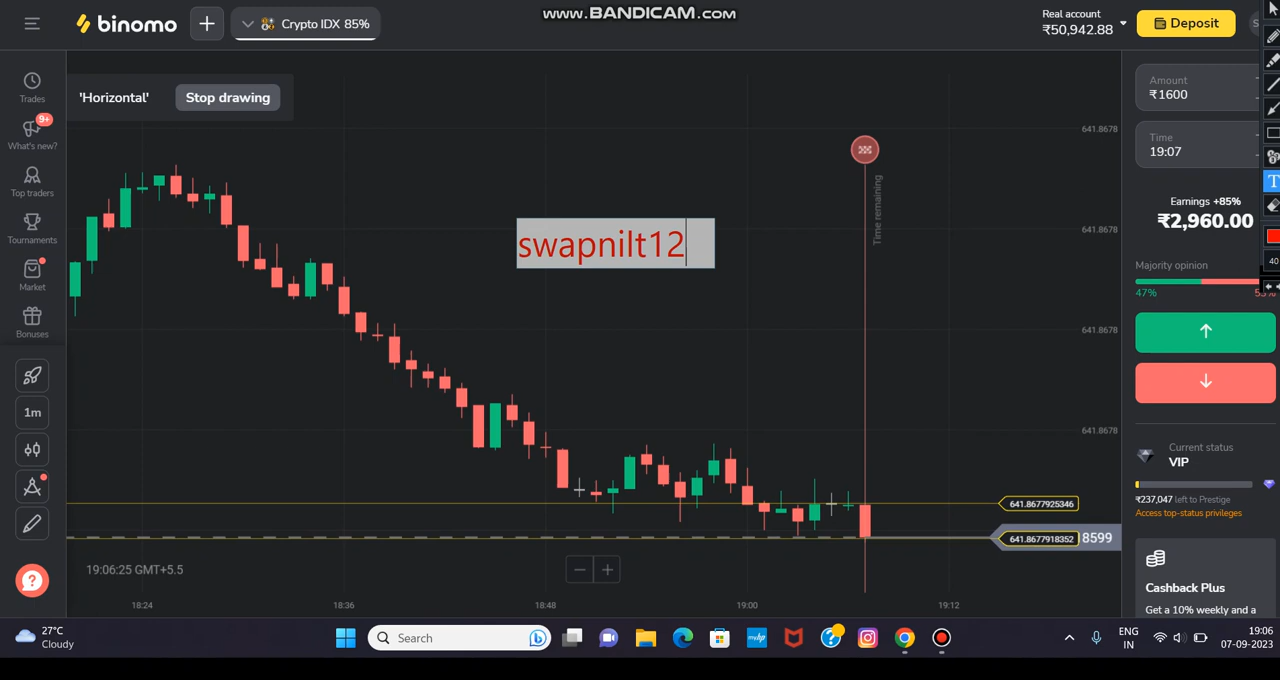 www.BANDICAM.com
binomo
Crypto IDX 85%
Real account
₹50,942.88
Deposit
'Horizontal'
Stop drawing
Trades
9+
What's new?
Top traders
Tournaments
Market
Bonuses
1m
swapnilt12
Time remaining
641.8678
641.8678
641.8678
641.8678
641.8677925346
641.8677918352
8599
19:06:25 GMT+5.5
18:24
18:36
18:48
19:00
19:12
Amount
₹1600
Time
19:07
Earnings +85%
₹2,960.00
Majority opinion
47%
Current status
VIP
₹237,047 left to Prestige
Access top-status privileges
Cashback Plus
Get a 10% weekly and a
T
40
27°C
Cloudy
Search
ENG
IN
19:06
07-09-2023